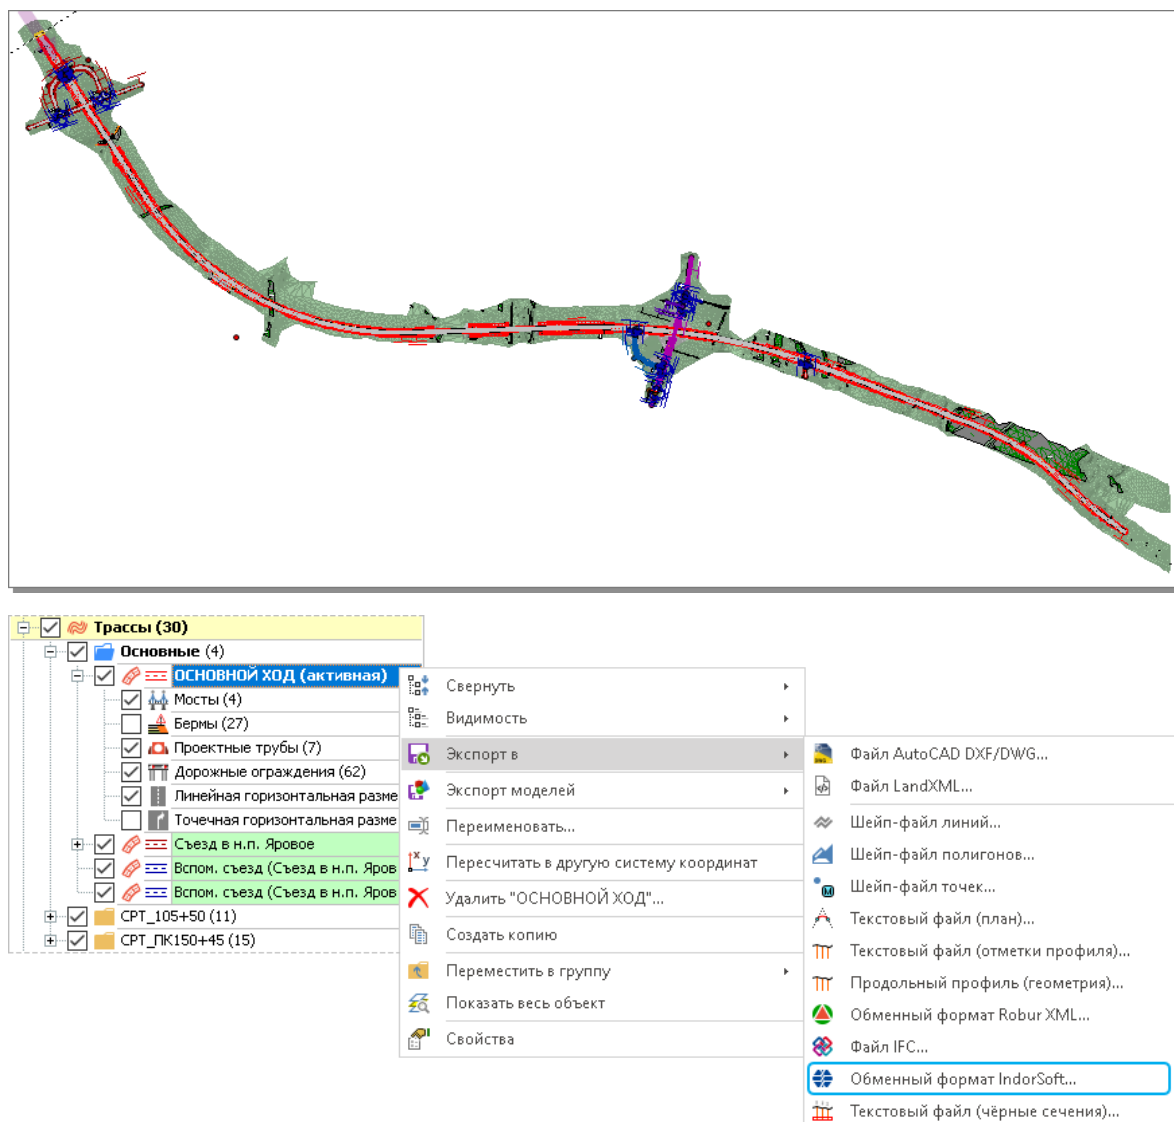 Трассы (30)
Основные (4)
ОСНОВНОЙ ХОД (активная)
Мосты (4)
Бермы (27)
Проектные трубы (7)
Дорожные ограждения (62)
Линейная горизонтальная разме
Точечная горизонтальная разме
Съезд в н.п. Яровое
Вспом. съезд (Съезд в н.п. Яров
Вспом. съезд (Съезд в н.п. Яров
СРТ_105+50 (11)
СРТ_ПК150+45 (15)
Свернуть
Видимость
Экспорт в
Экспорт моделей
Переименовать...
Пересчитать в другую систему координат
Удалить "ОСНОВНОЙ ХОД"...
Создать копию
Переместить в группу
Показать весь объект
Свойства
Файл AutoCAD DXF/DWG...
Файл LandXML...
Шейп-файл линий...
Шейп-файл полигонов...
Шейп-файл точек...
Текстовый файл (план)...
Текстовый файл (отметки профиля)...
Продольный профиль (геометрия)...
Обменный формат Robur XML...
Файл IFC...
Обменный формат IndorSoft...
Текстовый файл (чёрные сечения)...